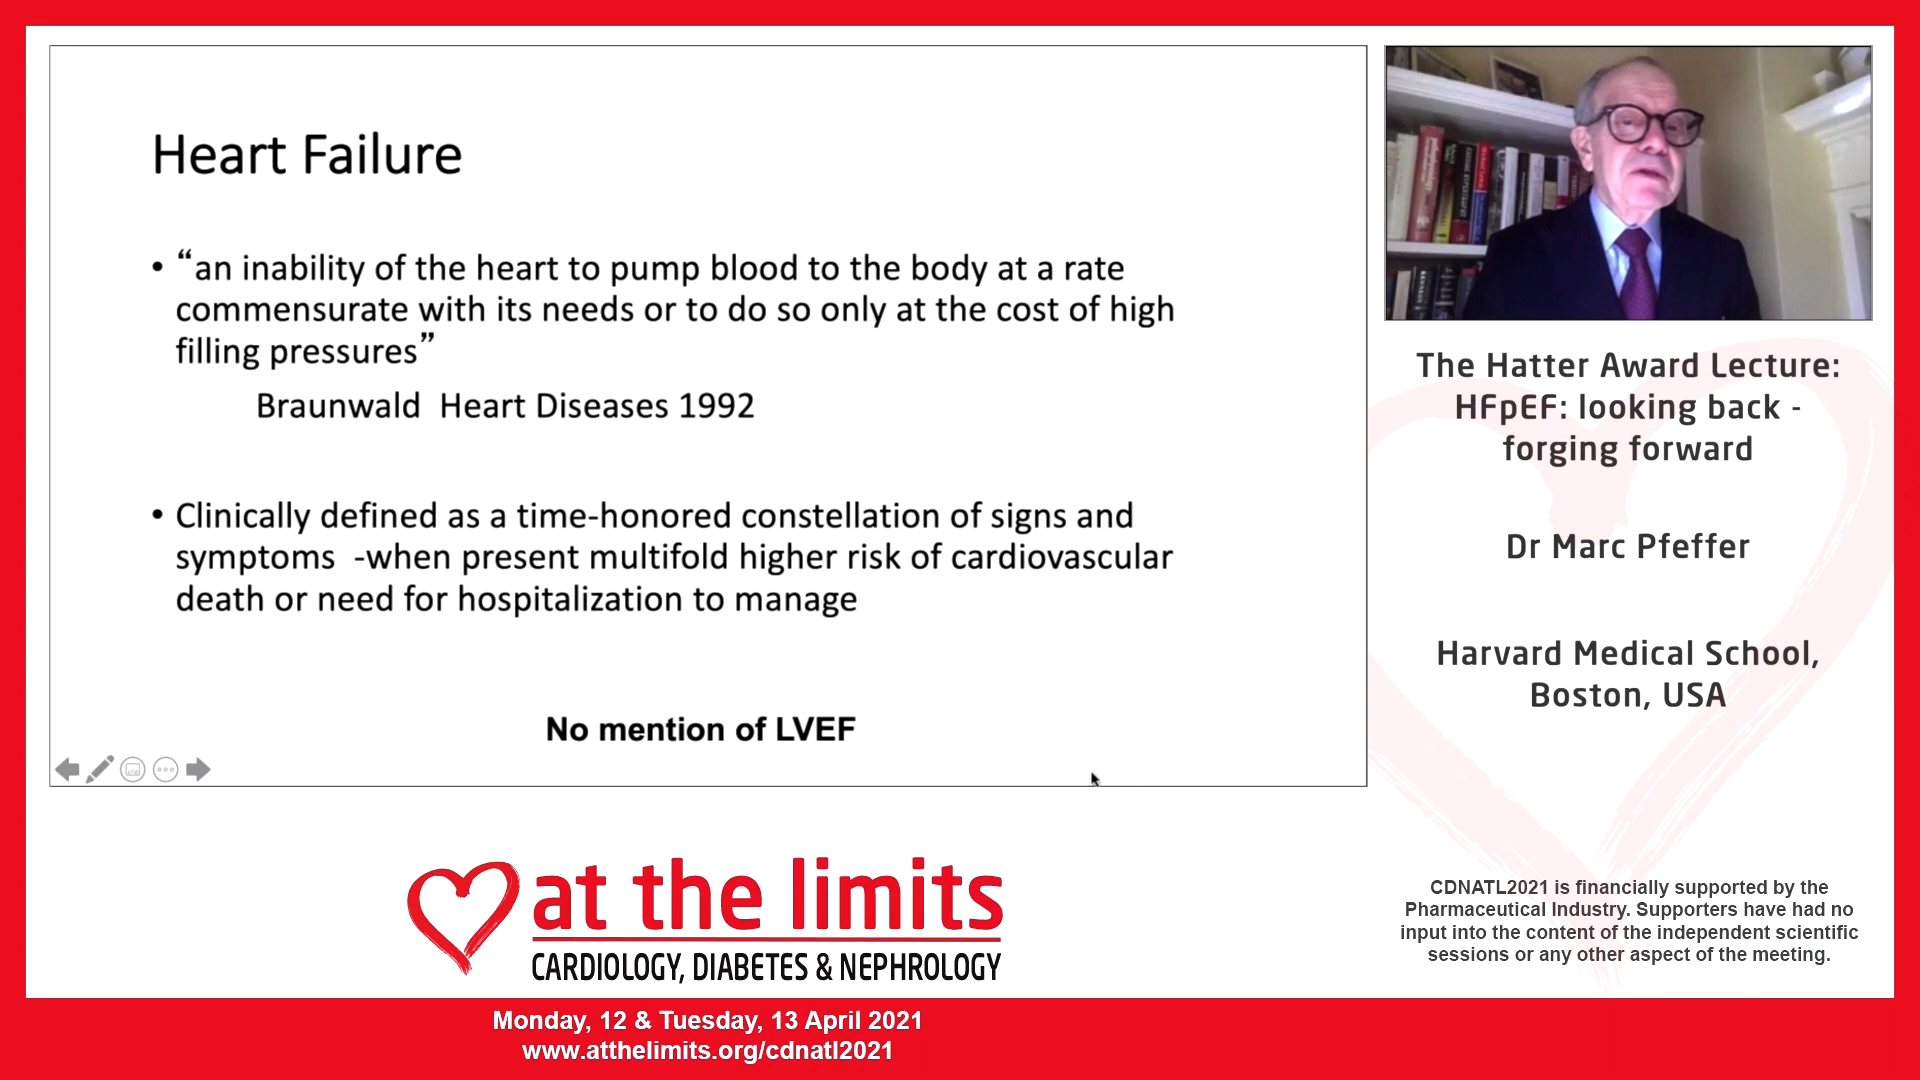 Heart Failure
• “an inability of the heart to pump blood to the body at a rate
commensurate with its needs or to do so only at the cost of high
filling pressures”
Braunwald  Heart Diseases 1992
• Clinically defined as a time-honored constellation of signs and
symptoms  -when present multifold higher risk of cardiovascular
death or need for hospitalization to manage
No mention of LVEF
The Hatter Award Lecture:
HFpEF: looking back -
forging forward
Dr Marc Pfeffer
Harvard Medical School,
Boston, USA
at the limits
CARDIOLOGY, DIABETES & NEPHROLOGY
CDNATL2021 is financially supported by the
Pharmaceutical Industry. Supporters have had no
input into the content of the independent scientific
sessions or any other aspect of the meeting.
Monday, 12 & Tuesday, 13 April 2021
www.atthelimits.org/cdnatl2021